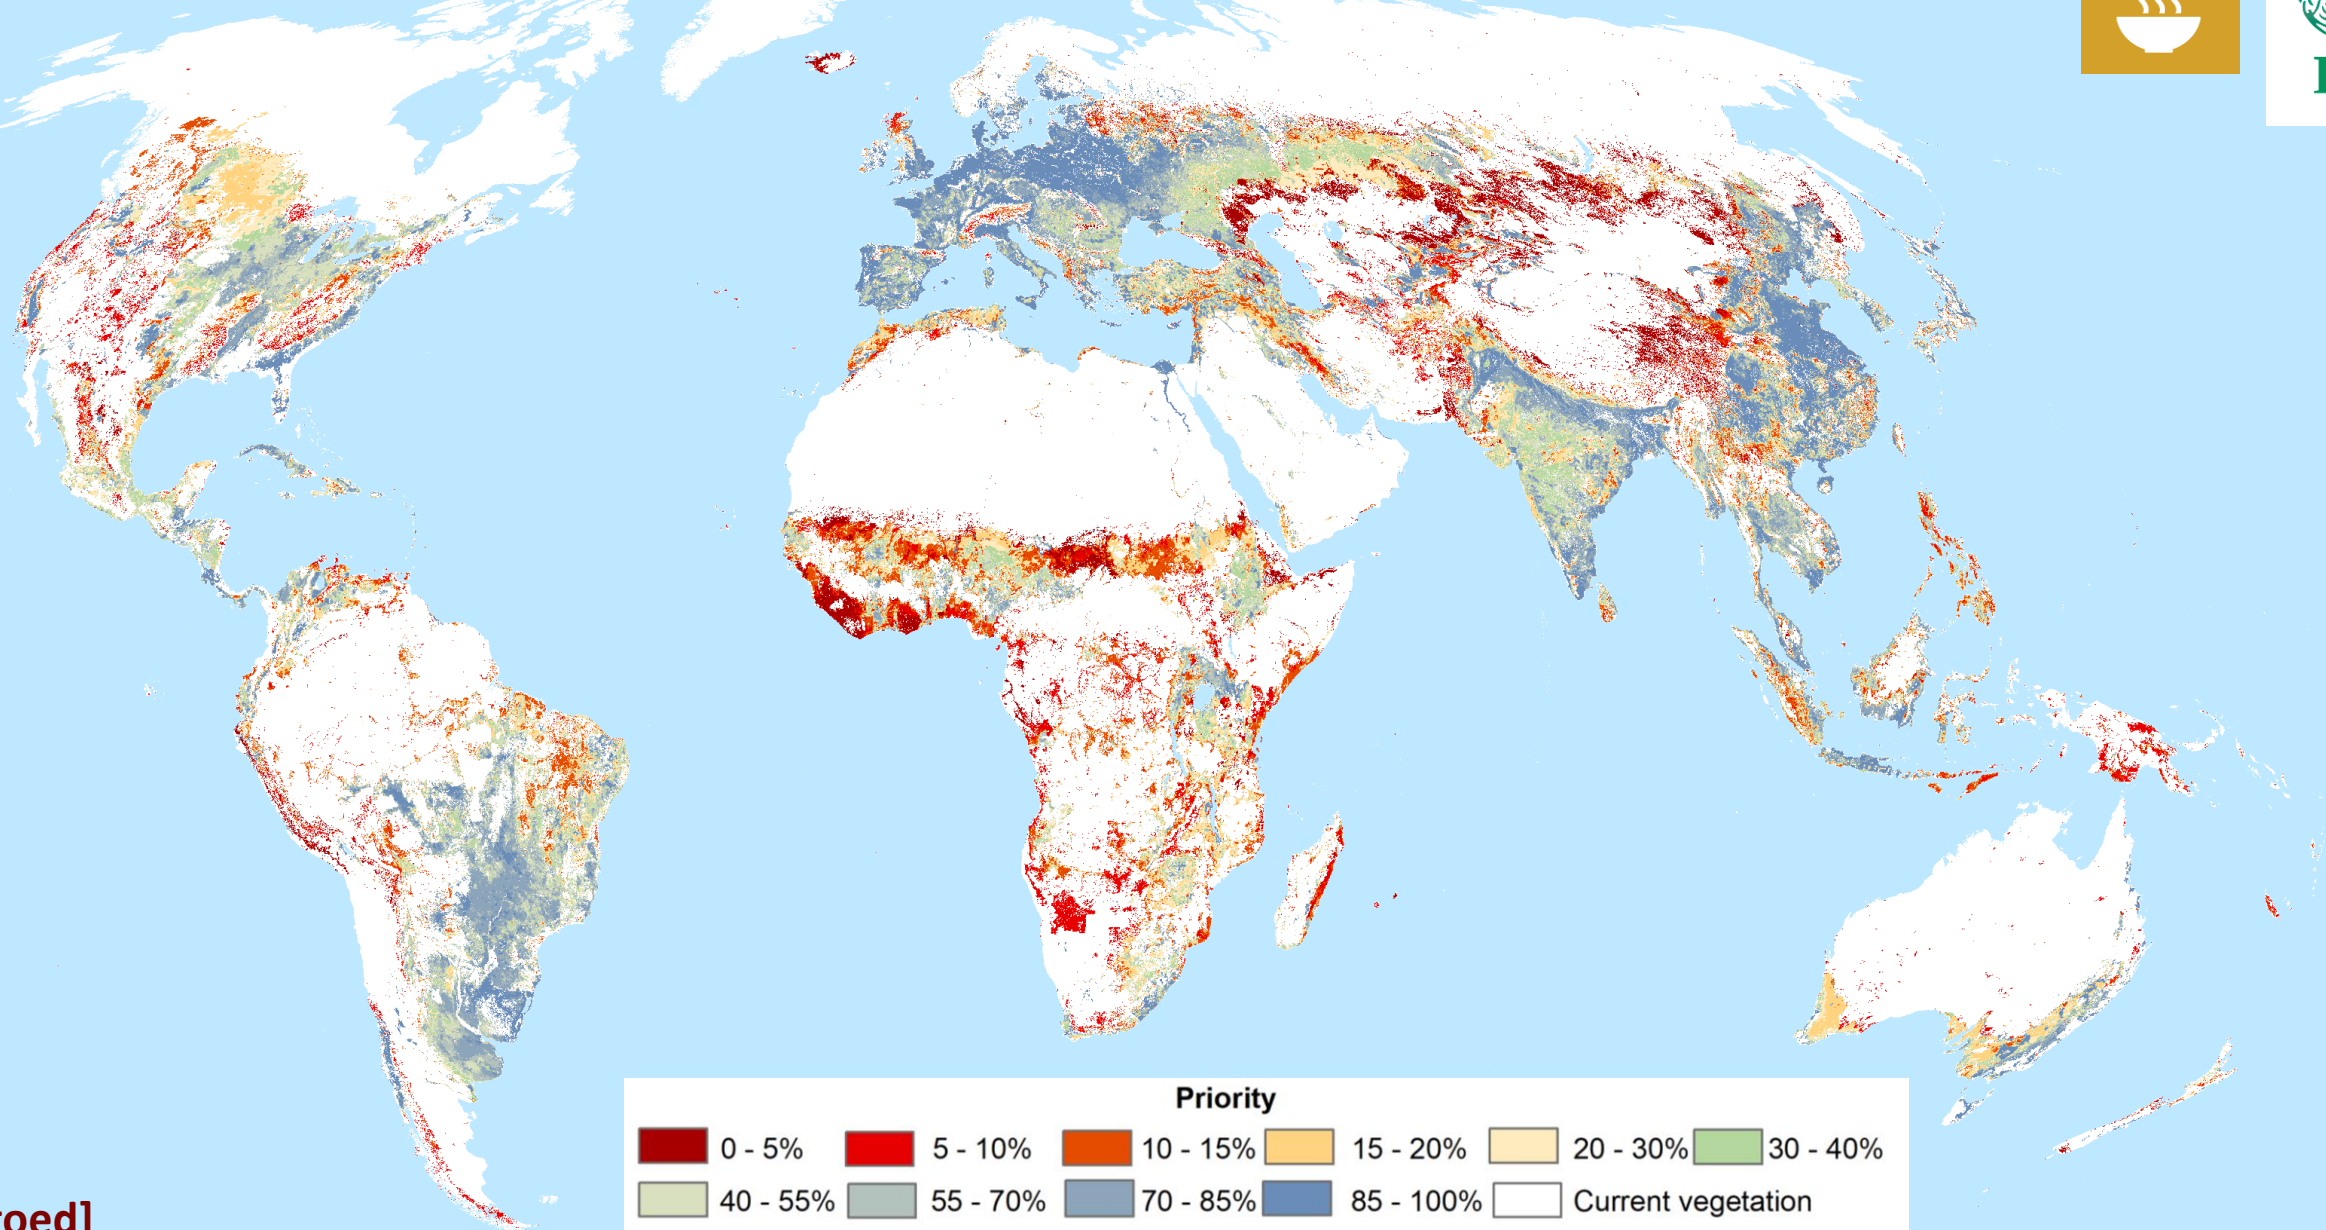 Priority
0 - 5% 5 - 10% 10 - 15% 15 - 20% 20 - 30% 30 - 40%
40 - 55% 55 - 70% 70 - 85% 85 - 100% Current vegetation